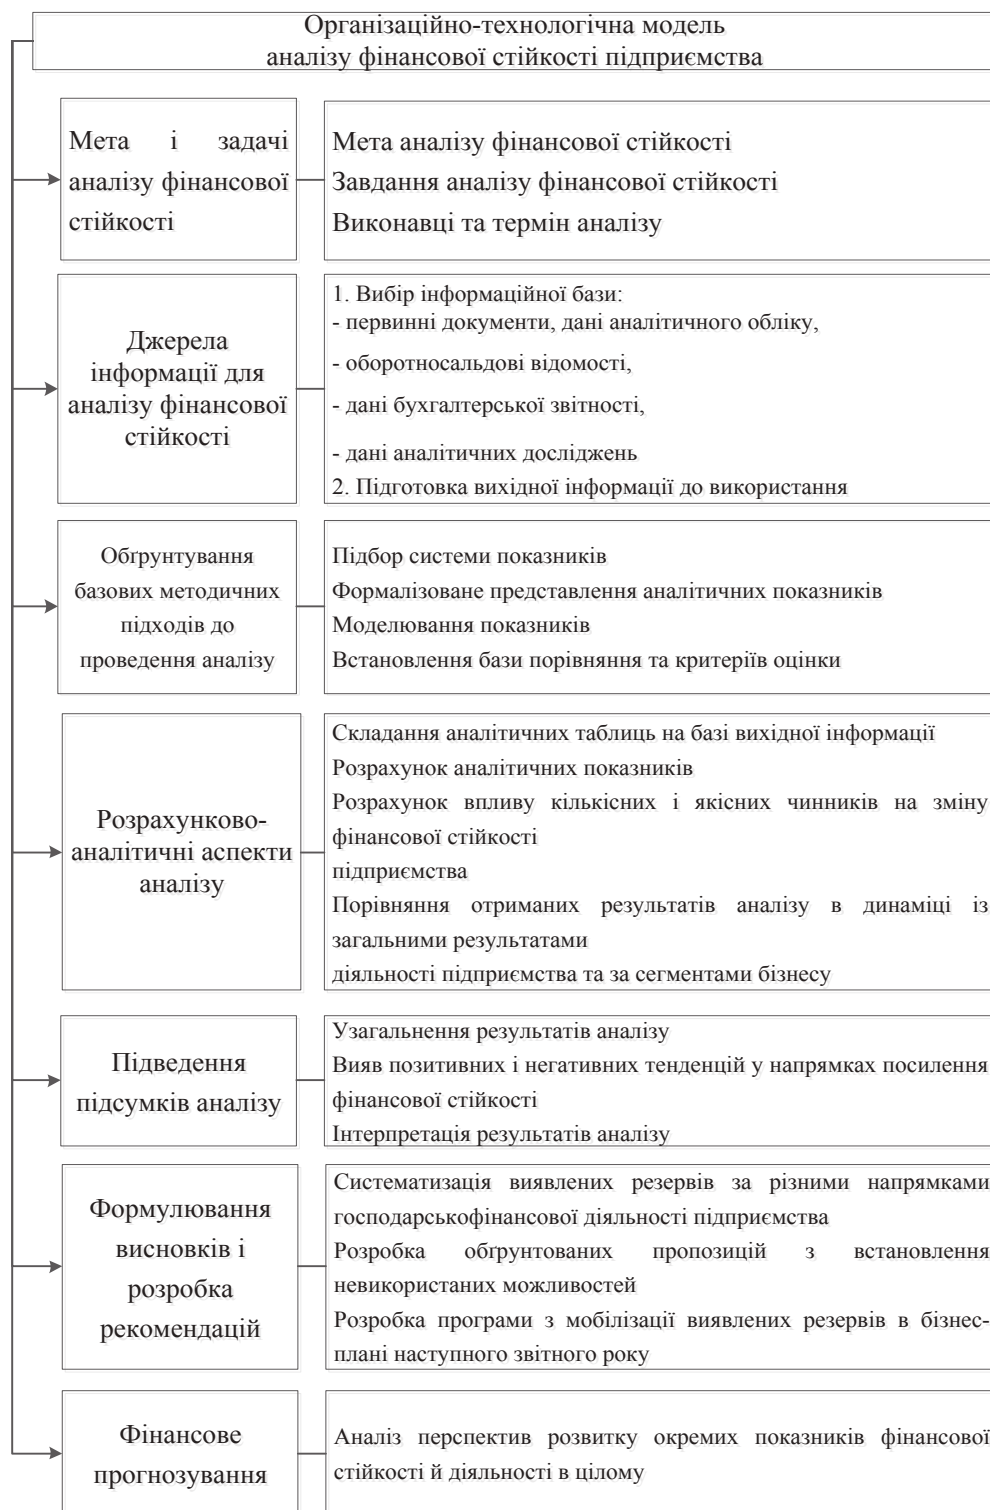 Організаційно-технологічна модель
аналізу фінансової стійкості підприємства
Мета і задачі
аналізу фінансової
стійкості
Мета аналізу фінансової стійкості
Завдання аналізу фінансової стійкості
Виконавці та термін аналізу
Джерела
інформації для
аналізу фінансової
стійкості
1. Вибір інформаційної бази:
- первинні документи, дані аналітичного обліку,
- оборотносальдові відомості,
- дані бухгалтерської звітності,
- дані аналітичних досліджень
2. Підготовка вихідної інформації до використання
Обґрунтування
базових методичних
підходів до
проведення аналізу
Підбор системи показників
Формалізоване представлення аналітичних показників
Моделювання показників
Встановлення бази порівняння та критеріїв оцінки
Розрахунково-
аналітичні аспекти
аналізу
Складання аналітичних таблиць на базі вихідної інформації
Розрахунок аналітичних показників
Розрахунок впливу кількісних і якісних чинників на зміну
фінансової стійкості
підприємства
Порівняння отриманих результатів аналізу в динаміці із
загальними результатами
діяльності підприємства та за сегментами бізнесу
Підведення
підсумків аналізу
Узагальнення результатів аналізу
Вияв позитивних і негативних тенденцій у напрямках посилення
фінансової стійкості
Інтерпретація результатів аналізу
Формулювання
висновків і
розробка
рекомендацій
Систематизація виявлених резервів за різними напрямками
господарськофінансової діяльності підприємства
Розробка обґрунтованих пропозицій з встановлення
невикористаних можливостей
Розробка програми з мобілізації виявлених резервів в бізнес-
плані наступного звітного року
Фінансове
прогнозування
Аналіз перспектив розвитку окремих показників фінансової
стійкості й діяльності в цілому